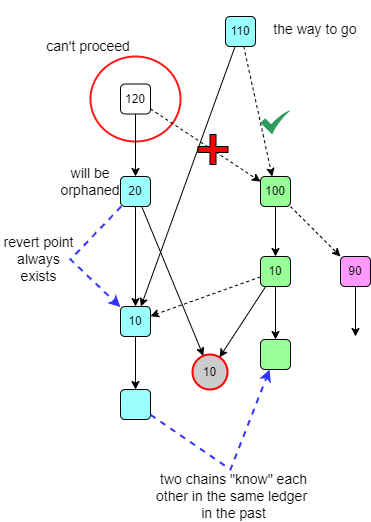 110
the way to go
can't proceed
120
will be
orphaned
20
100
revert point
always
exists
10
90
10
10
two chains "know" each
other in the same ledger
in the past